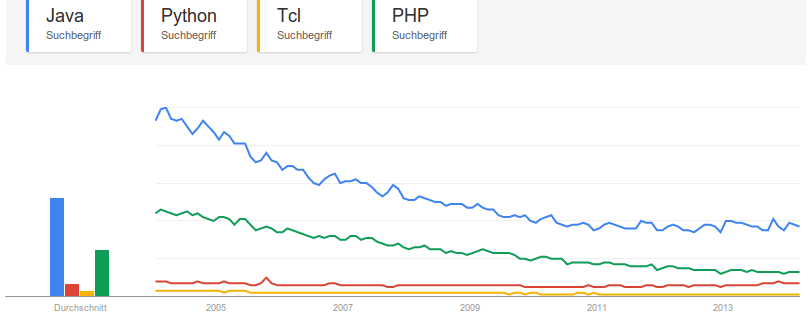 Java Python Tcl PHP
Suchbegriff Suchbegriff Suchbegriff Suchbegriff
Durchschnitt 2005 2007 2009 2011 2013